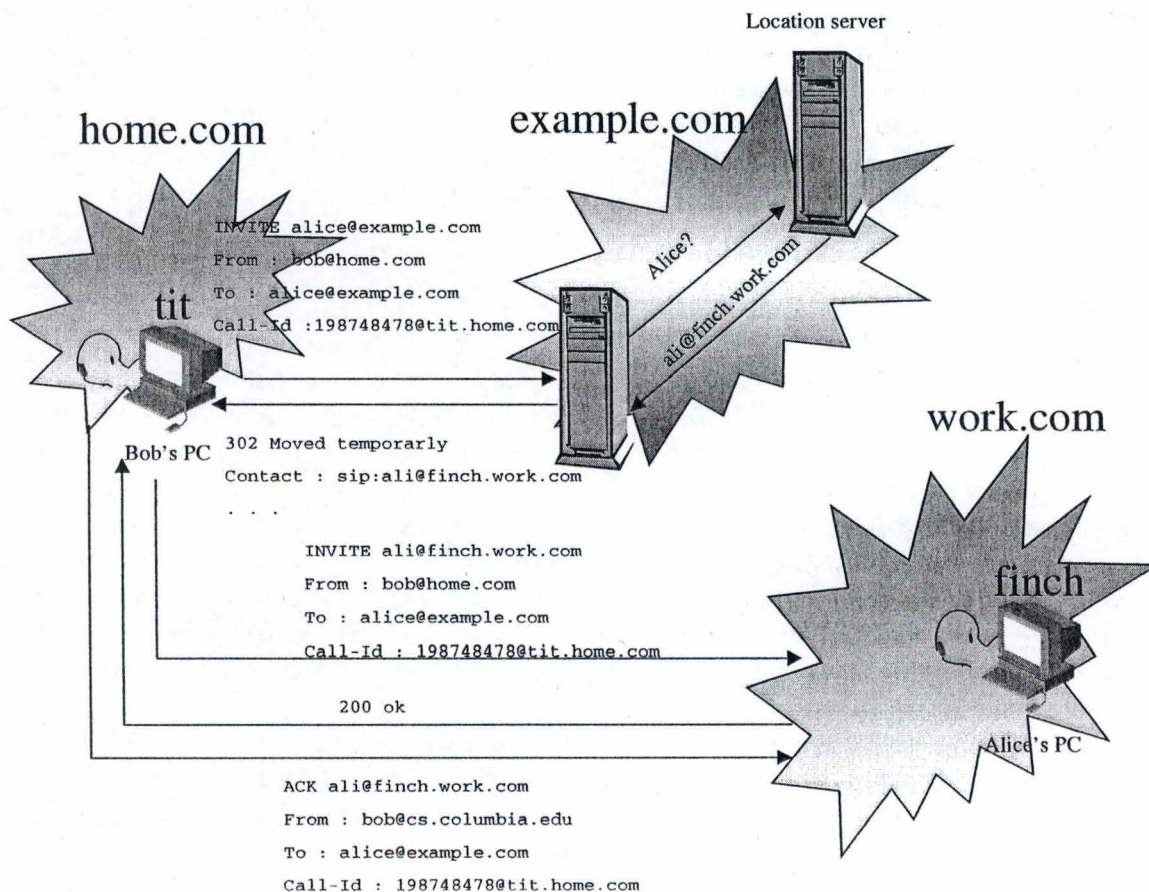 Location server
home.com
example.com
INVITE alice@example.com
From : bob@home.com
To : alice@example.com
Call-Id :198748478@tit.home.com
tit
Alice?
ali@finch.work.com
Bob's PC
302 Moved temporarly
Contact : sip:ali@finch.work.com
. . .
work.com
INVITE ali@finch.work.com
From : bob@home.com
To : alice@example.com
Call-Id : 198748478@tit.home.com
finch
200 ok
Alice's PC
ACK ali@finch.work.com
From : bob@cs.columbia.edu
To : alice@example.com
Call-Id : 198748478@tit.home.com